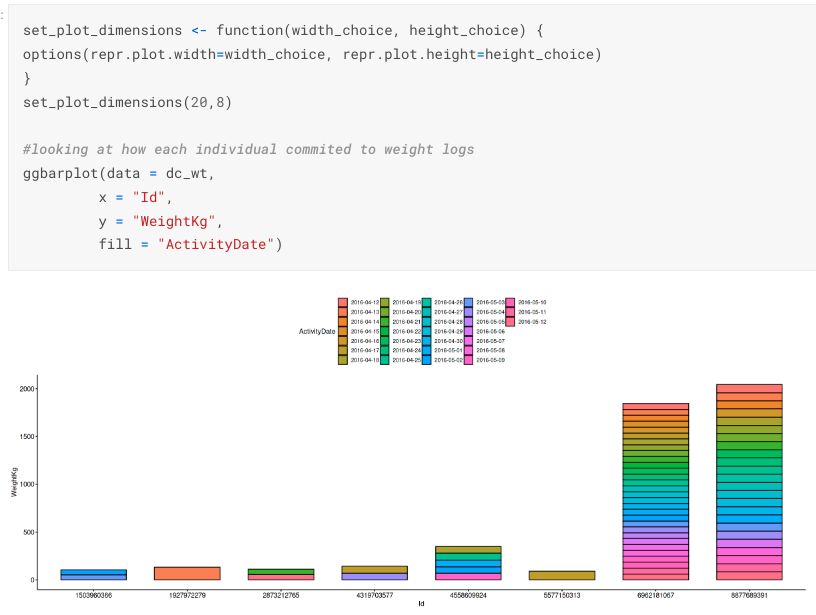 :
set_plot_dimensions <- function(width_choice, height_choice) {
options(repr.plot.width=width_choice, repr.plot.height=height_choice)
}
set_plot_dimensions(20,8)
#looking at how each individual commited to weight logs
ggbarplot(data = dc_wt,
x = "Id",
y = "WeightKg",
fill = "ActivityDate")
2016-04-12 2016-04-19 2016-04-26 2016-05-03 2016-05-10
2016-04-13 2016-04-20 2016-04-27 2016-05-04 2016-05-11
2016-04-14 2016-04-21 2016-04-28 2016-05-05 2016-05-12
ActivityDate 2016-04-15 2016-04-22 2016-04-29 2016-05-06
2016-04-16 2016-04-23 2016-04-30 2016-05-07
2016-04-17 2016-04-24 2016-05-01 2016-05-08
2016-04-18 2016-04-25 2016-05-02 2016-05-09
2000
1500
WeightKg
1000
500
0
1503960366 1927972279 2873212765 4319703577 4558609924 5577150313 6962181067 8877689391
Id